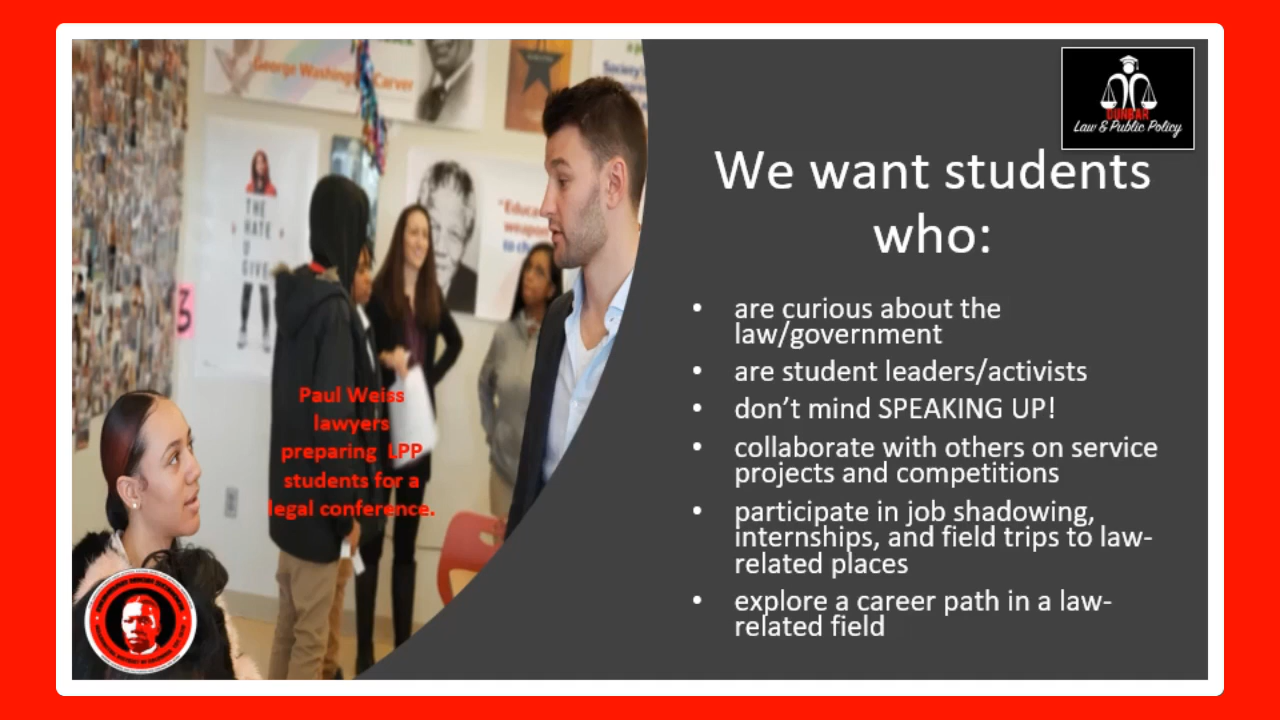 George Washington Carver
THE
HATE
U
GIVE
3
Paul Weiss
lawyers
preparing LPP
students for a
legal conference.
DUNBAR
Law & Public Policy
We want students
who:
• are curious about the
law/government
• are student leaders/activists
• don’t mind SPEAKING UP!
• collaborate with others on service
projects and competitions
• participate in job shadowing,
internships, and field trips to law-
related places
• explore a career path in a law-
related field